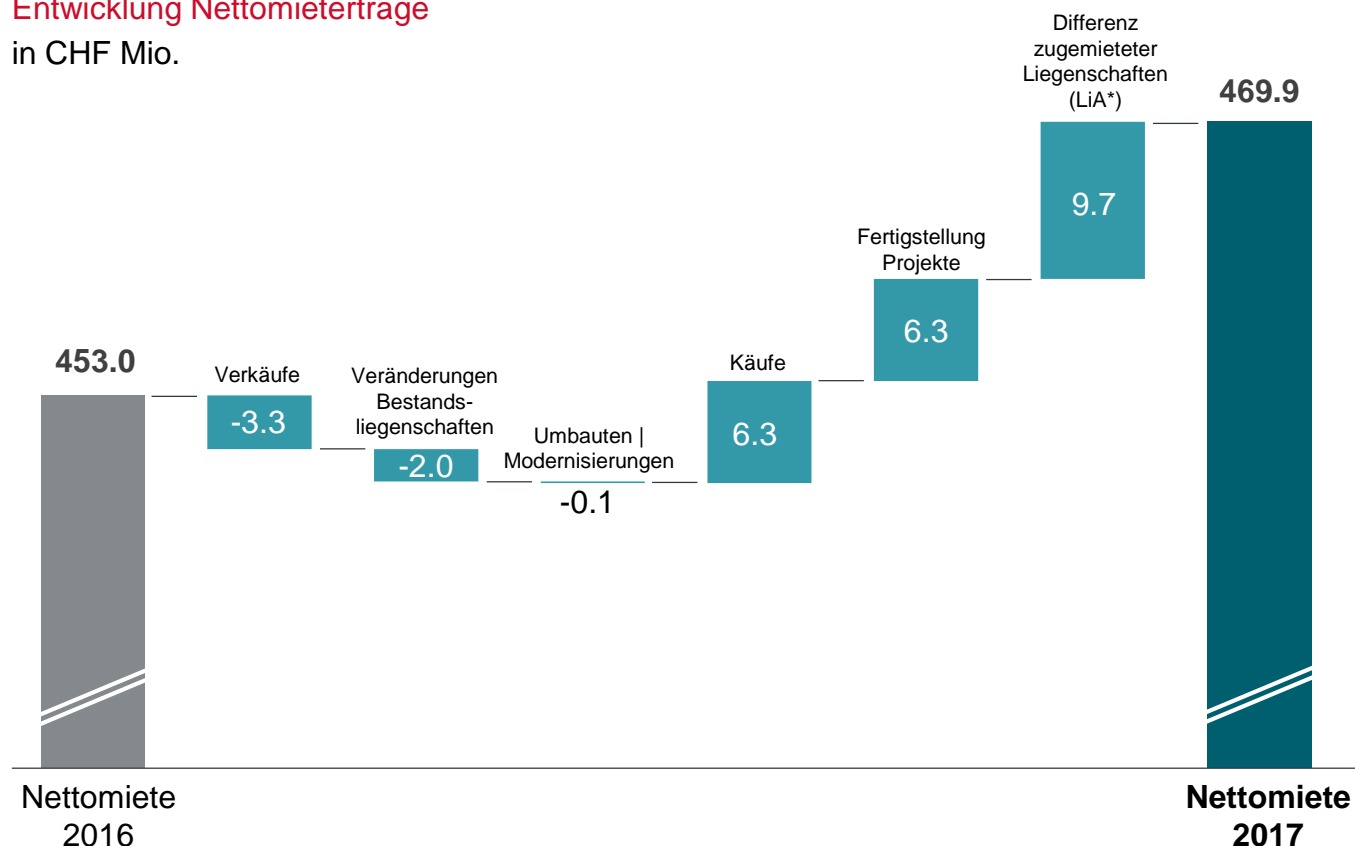 Entwicklung Nettomieterträge
in CHF Mio.
453.0
Verkäufe
-3.3
Veränderungen
Bestands-
liegenschaften
-2.0
Umbauten |
Modernisierungen
-0.1
Käufe
6.3
Fertigstellung
Projekte
6.3
Differenz
zugemieteter
Liegenschaften
(LiA*)
9.7
469.9
Nettomiete
2016
Nettomiete
2017